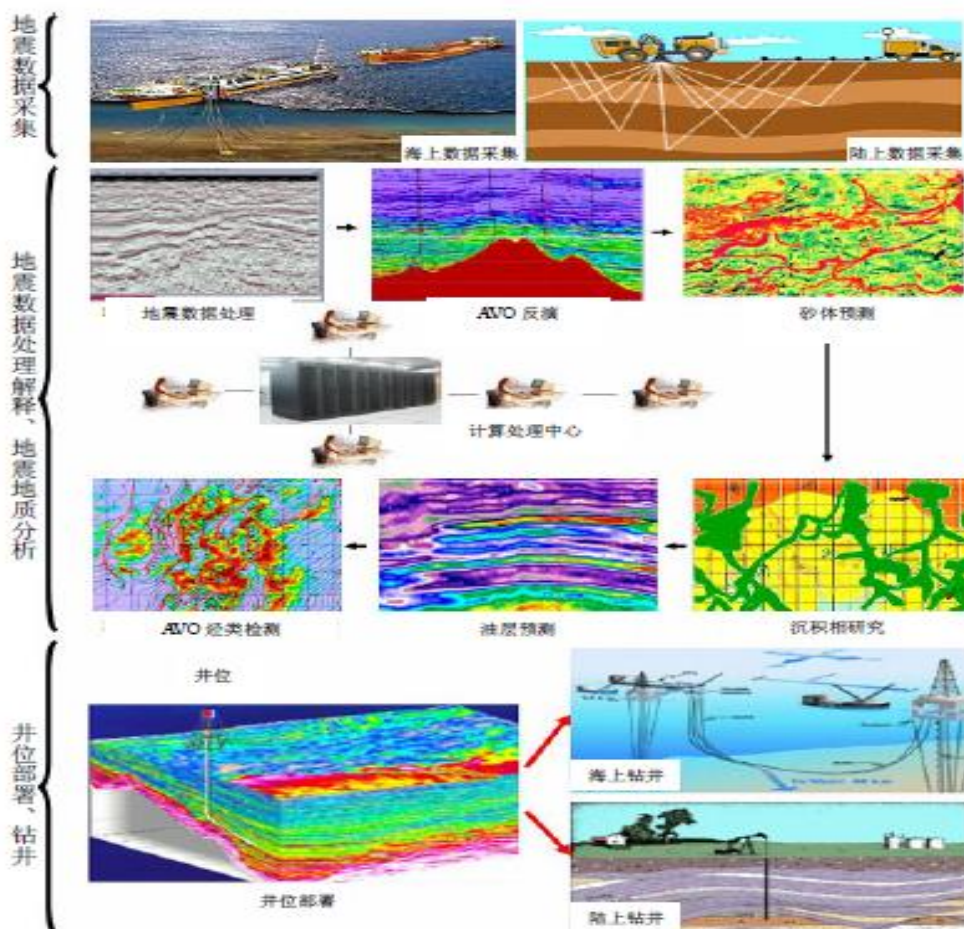 地震数据采集
海上数据采集
陆上数据采集
地震数据处理解释、地震地质分析
地震数据处理
AVO 反演
砂体预测
计算处理中心
AVO 烃类检测
油层预测
沉积相研究
井位部署、钻井
井位
井位部署
海上钻井
陆上钻井